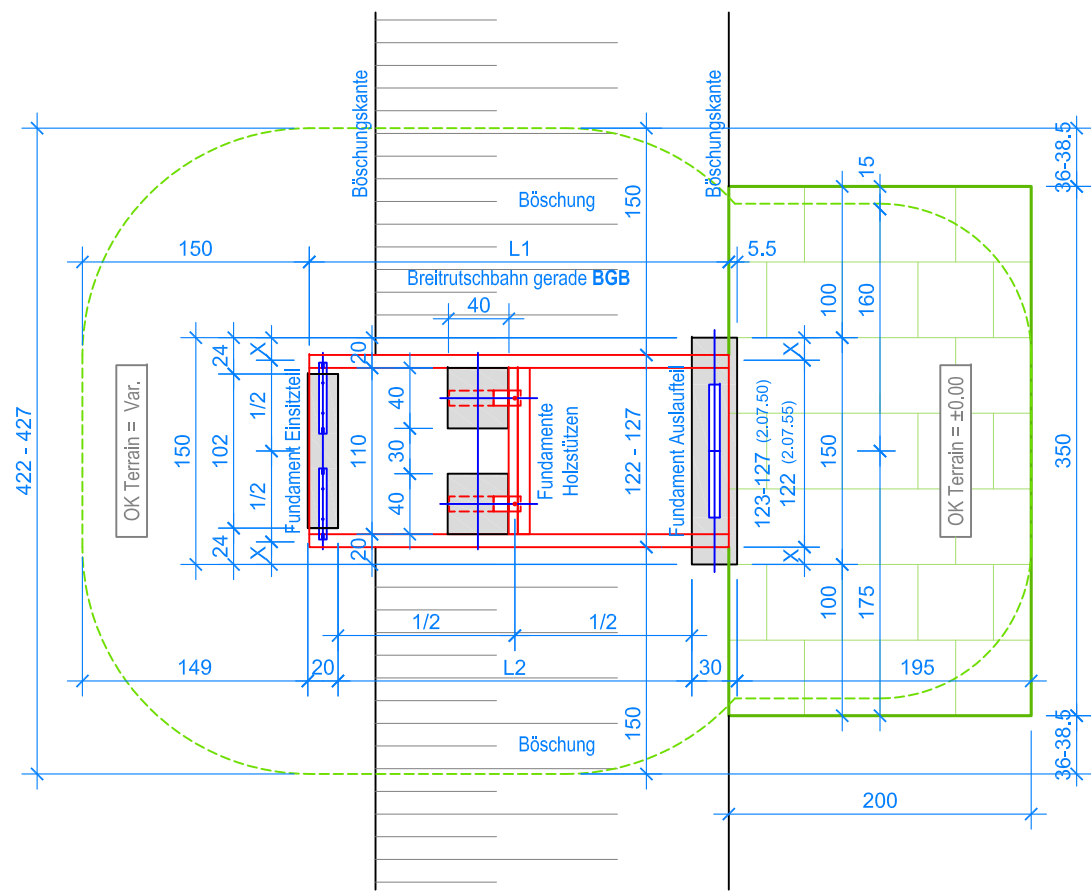 Böschungskante
Böschungskante
Böschung
150
15
36-38.5
150
L1
5.5
Breitrutschbahn gerade BGB
40
100
160
422 - 427
OK Terrain = Var.
150
24
102
24
X
1/2
1/2
X
Fundament Einsitzteil
20
110
20
40
30
40
Fundamente
Holzstützen
122 - 127
Fundament Auslaufteil
X
123-127 (2.07.50)
122 (2.07.55)
X
150
OK Terrain = ±0.00
350
1/2
1/2
100
175
149
20
L2
30
195
Böschung
150
36-38.5
200